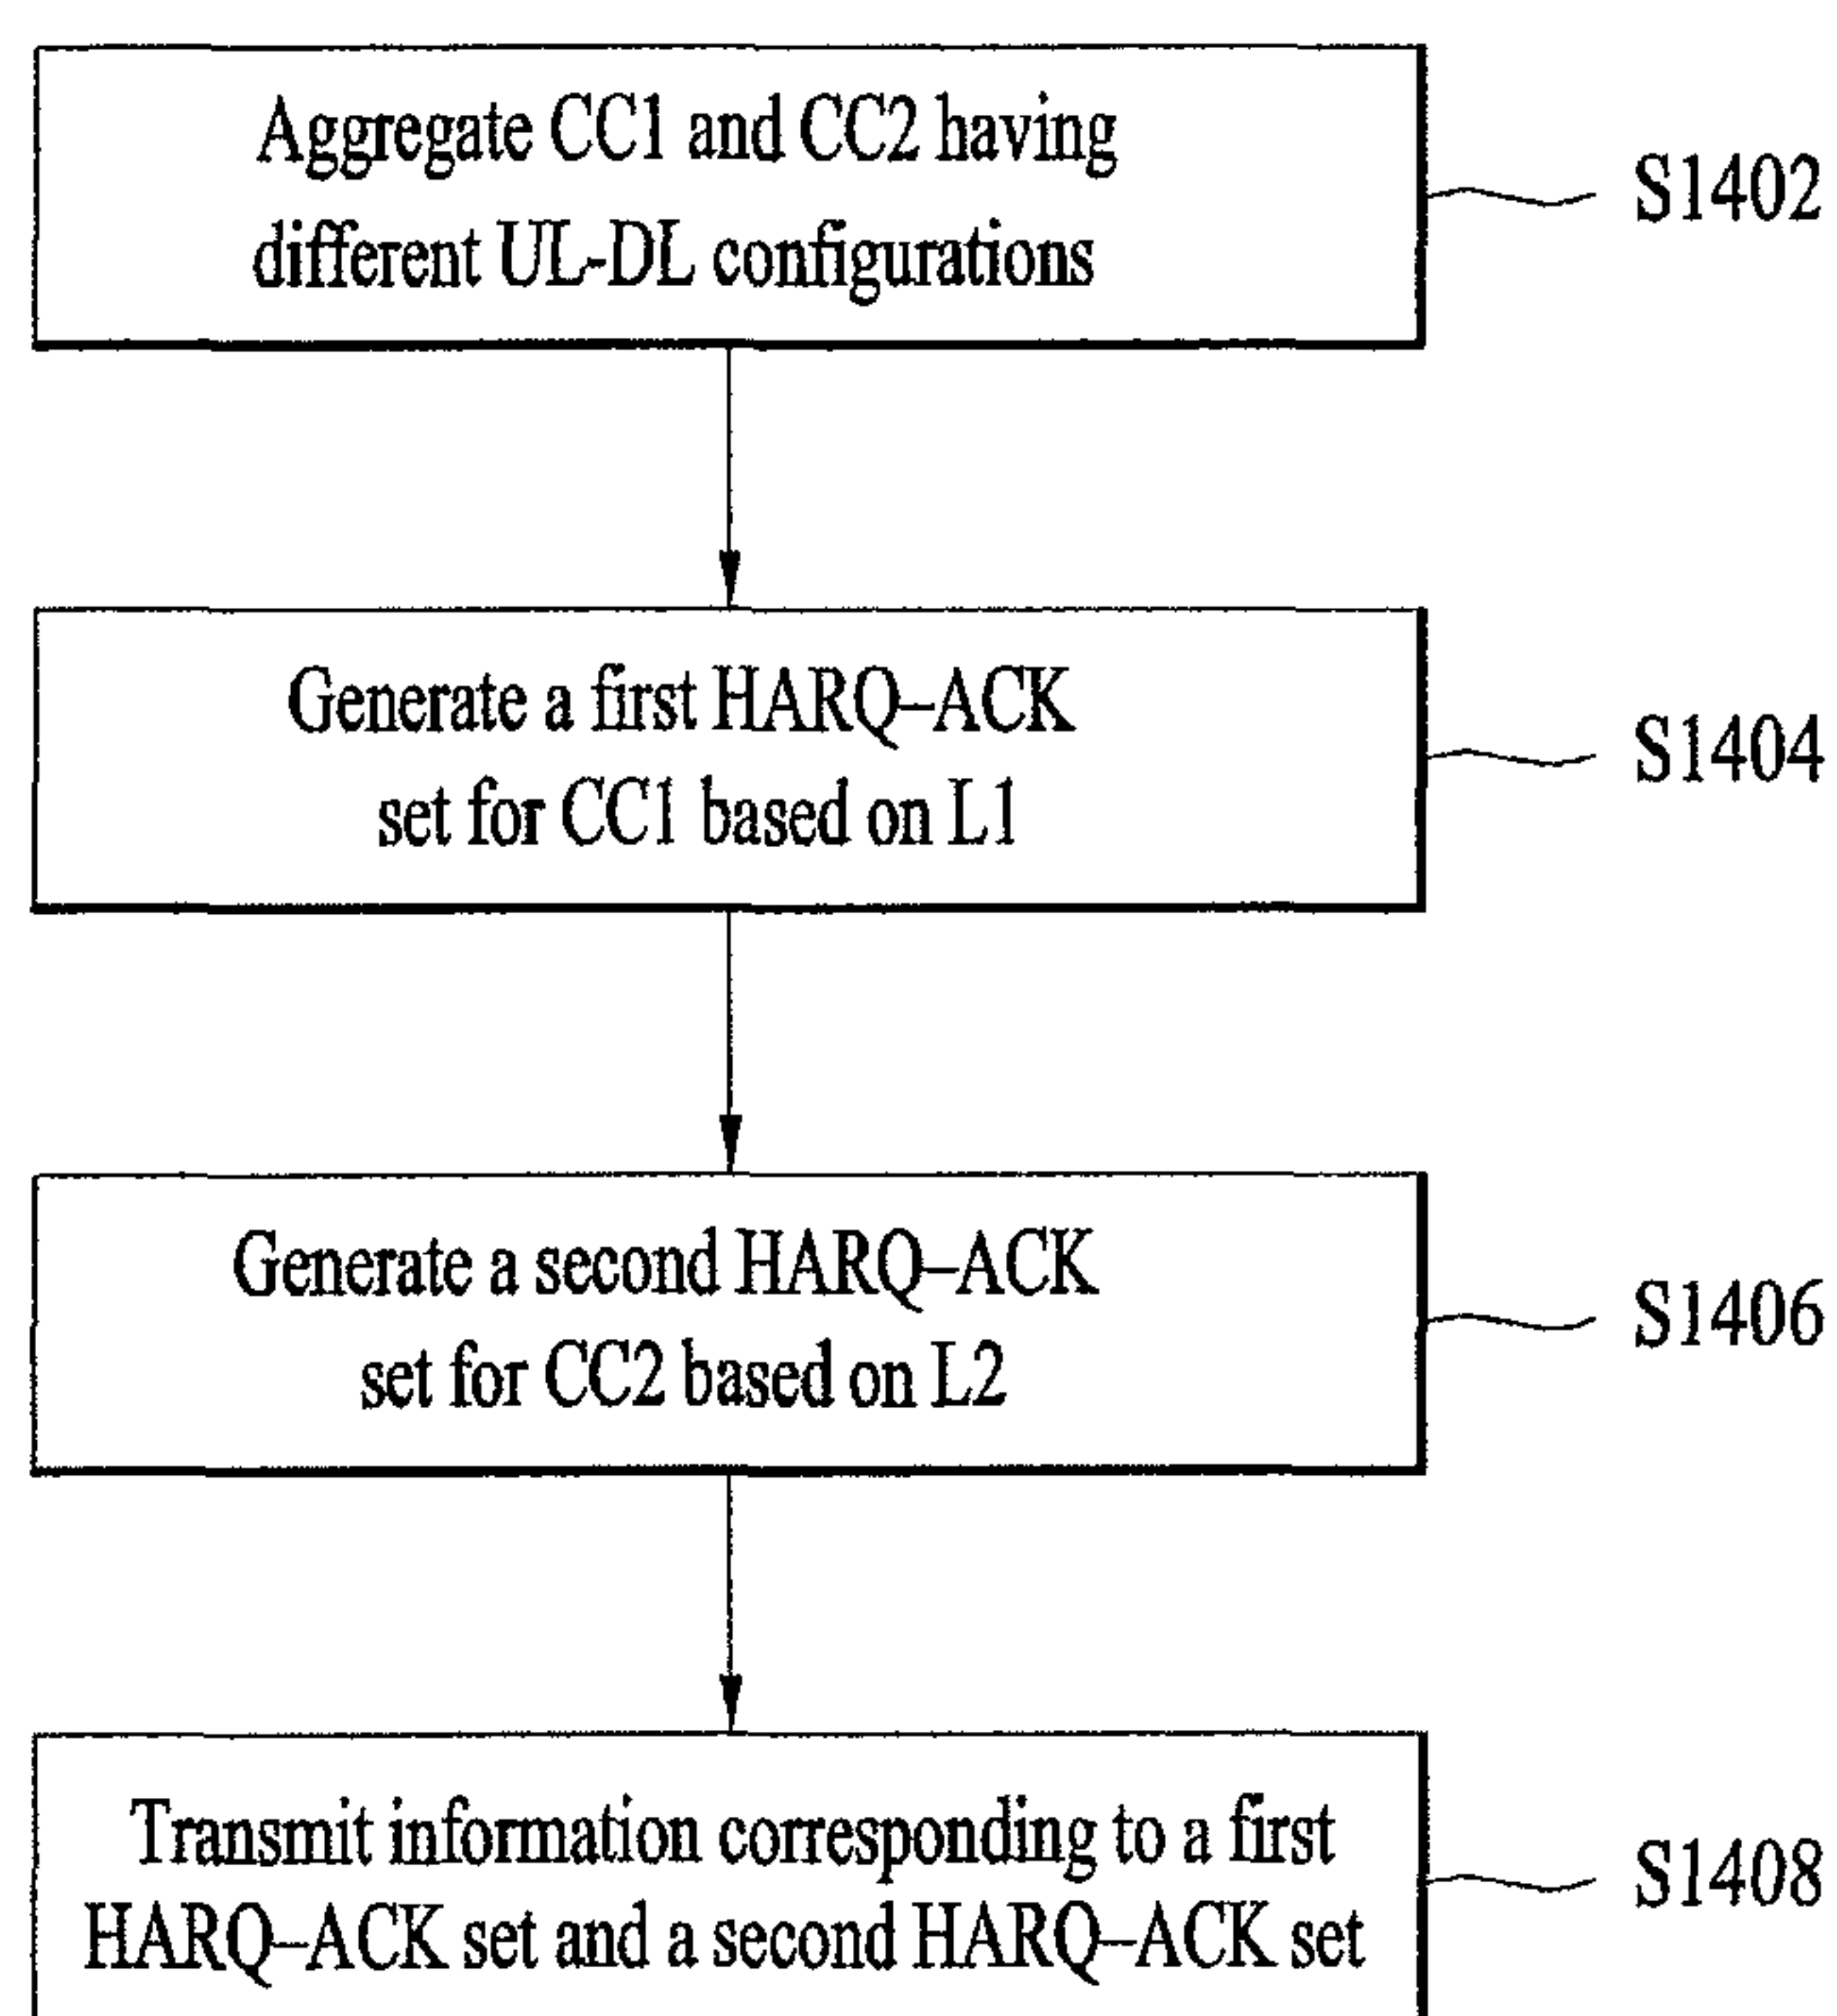 Aggregate CC1 and CC2 having
different UL-DL configurations
S1402
Generate a first HARQ–ACK
set for CC1 based on L1
S1404
Generate a second HARQ–ACK
set for CC2 based on L2
S1406
Transmit information corresponding to a first
HARQ–ACK set and a second HARQ–ACK set
S1408